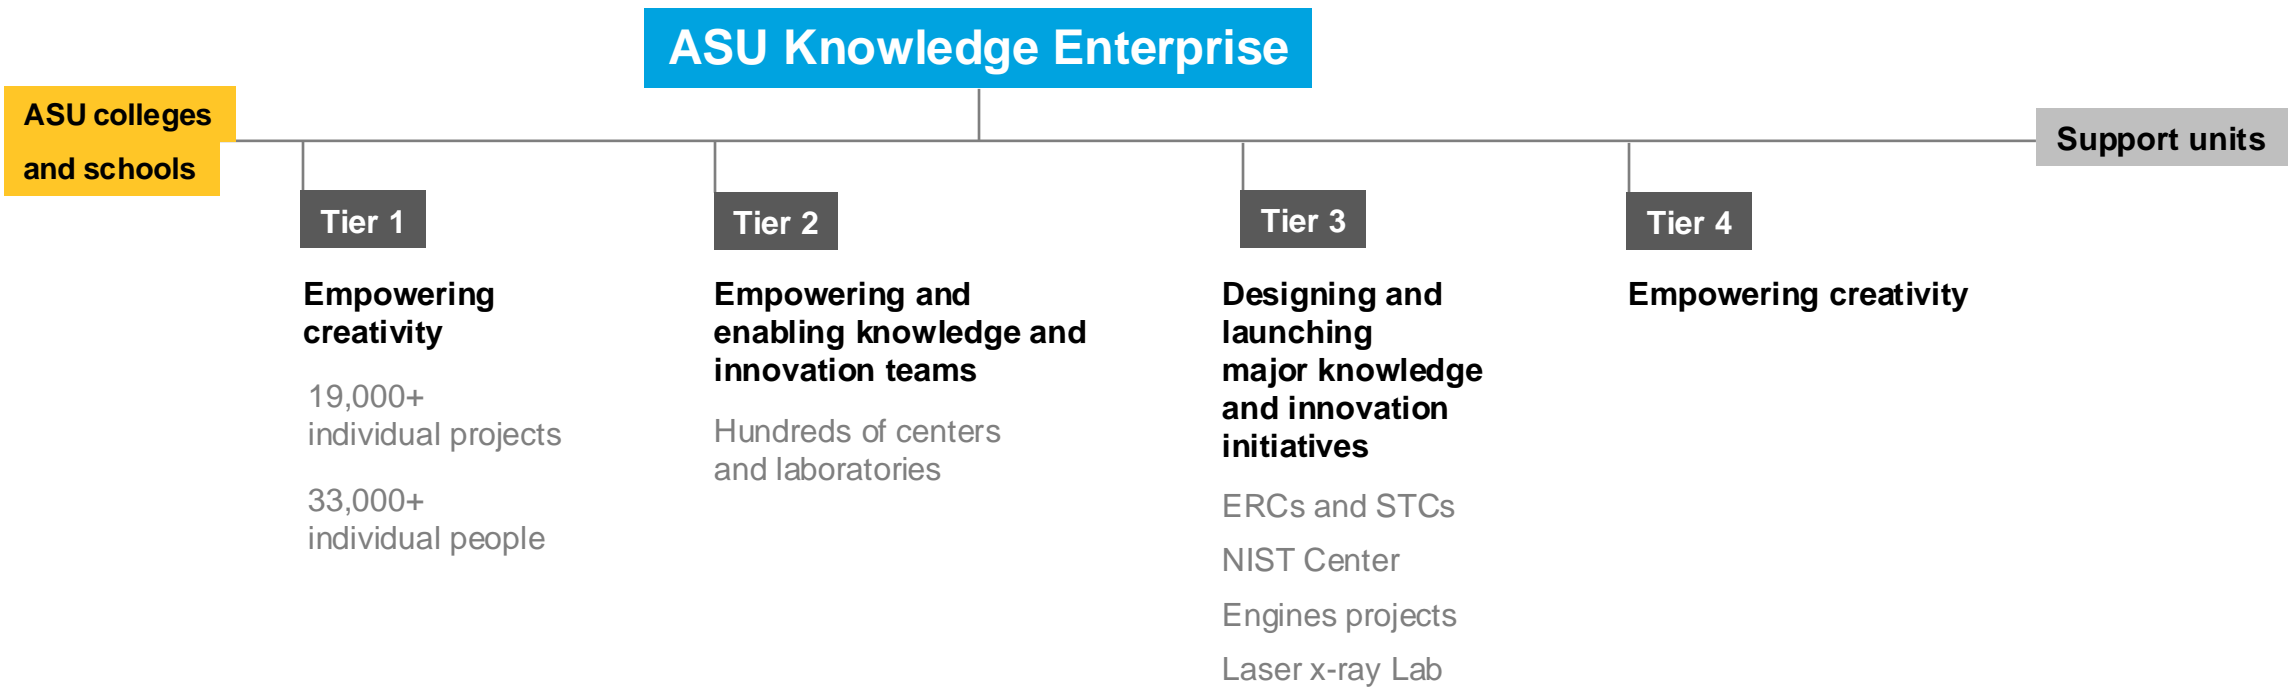 ASU Knowledge Enterprise
ASU colleges
and schools
Support units
Tier 1
Empowering
creativity
19,000+
individual projects
33,000+
individual people
Tier 2
Empowering and
enabling knowledge and
innovation teams
Hundreds of centers
and laboratories
Tier 3
Designing and
launching
major knowledge
and innovation
initiatives
ERCs and STCs
NIST Center
Engines projects
Laser x-ray Lab
Tier 4
Empowering creativity